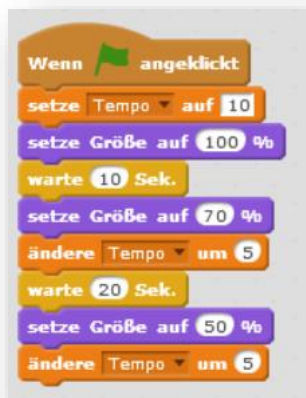 Wenn angeklickt
setze Tempo auf 10
setze Größe auf 100 %
warte 10 Sek.
setze Größe auf 70 %
ändere Tempo um 5
warte 20 Sek.
setze Größe auf 50 %
ändere Tempo um 5